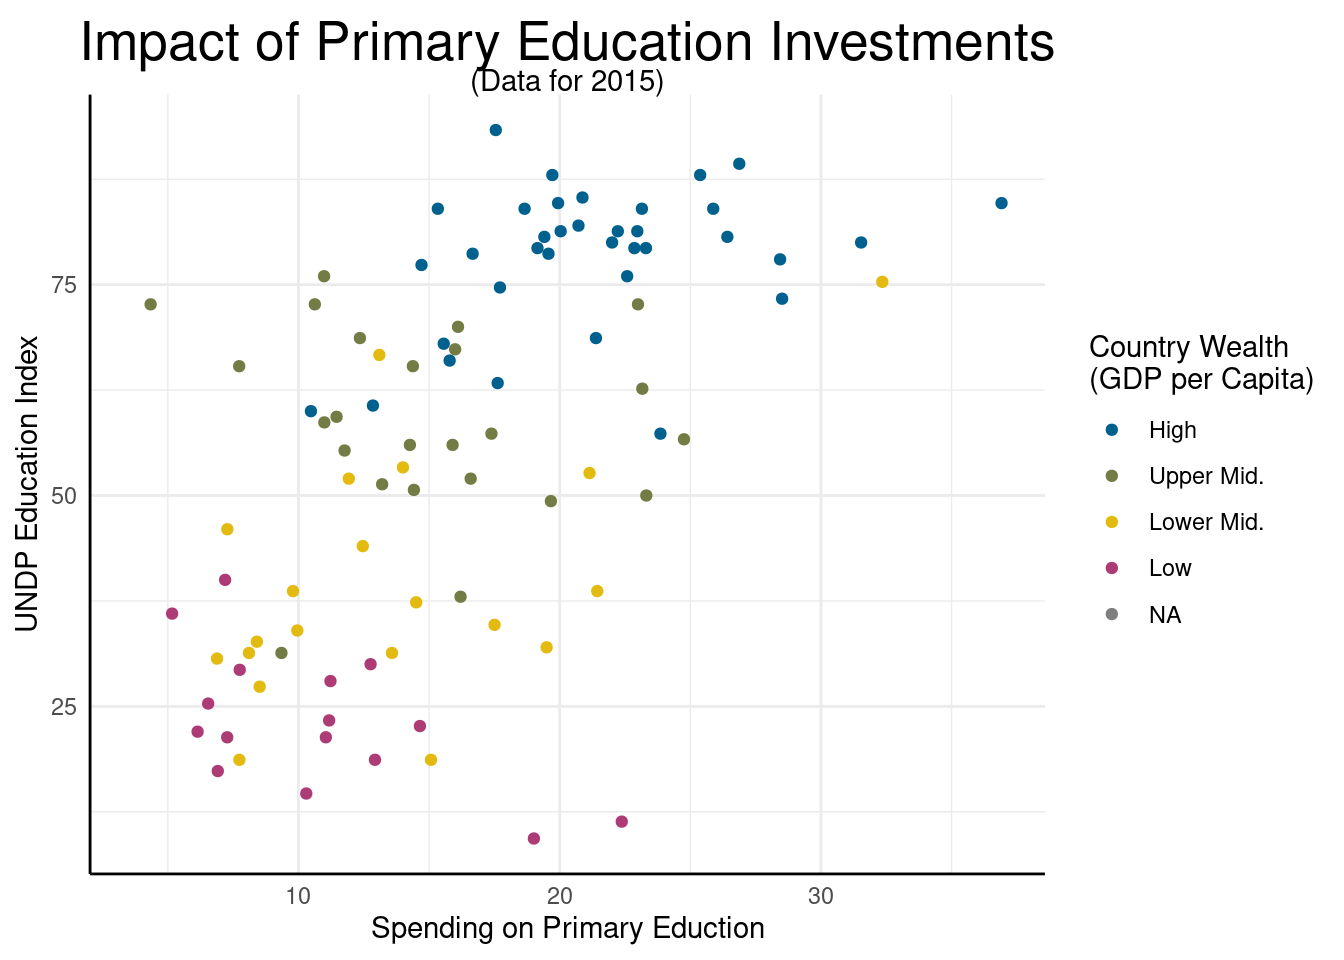 Impact of Primary Education Investments
(Data for 2015)
UNDP Education Index
75
50
25
10
20
30
Spending on Primary Eduction
Country Wealth
(GDP per Capita)
High
Upper Mid.
Lower Mid.
Low
NA